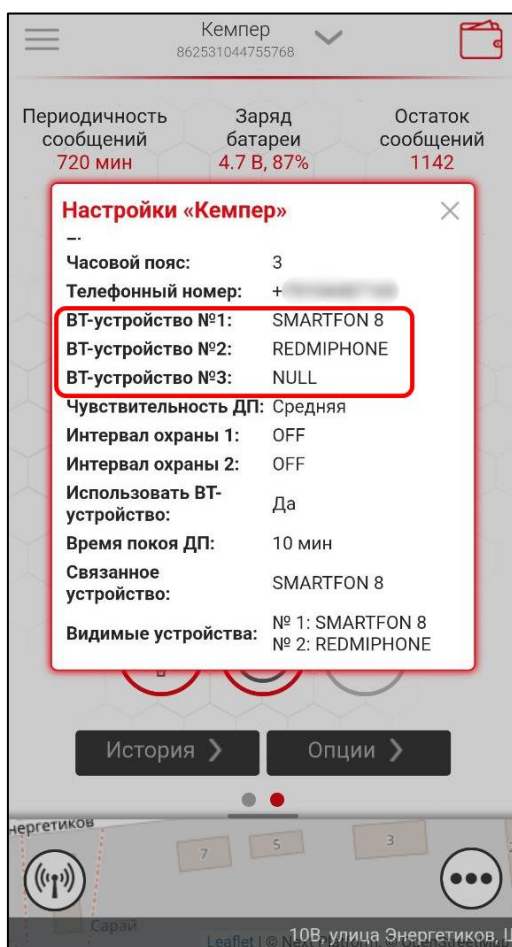 Кемпер
862531044755768
Периодичность сообщений
720 мин
Заряд батареи
4.7 В, 87%
Остаток сообщений
1142
Настройки «Кемпер»
Часовой пояс: 3
Телефонный номер: +
ВТ-устройство №1: SMARTFON 8
ВТ-устройство №2: REDMIPHONE
ВТ-устройство №3: NULL
Чувствительность ДП: Средняя
Интервал охраны 1: OFF
Интервал охраны 2: OFF
Использовать ВТ-
устройство: Да
Время покоя ДП: 10 мин
Связанное
устройство: SMARTFON 8
Видимые устройства: № 1: SMARTFON 8
№ 2: REDMIPHONE
История
Опции
нергетиков
7
5
3
Сарай
Leaflet | ©
10В, улица Энергетиков, Ш